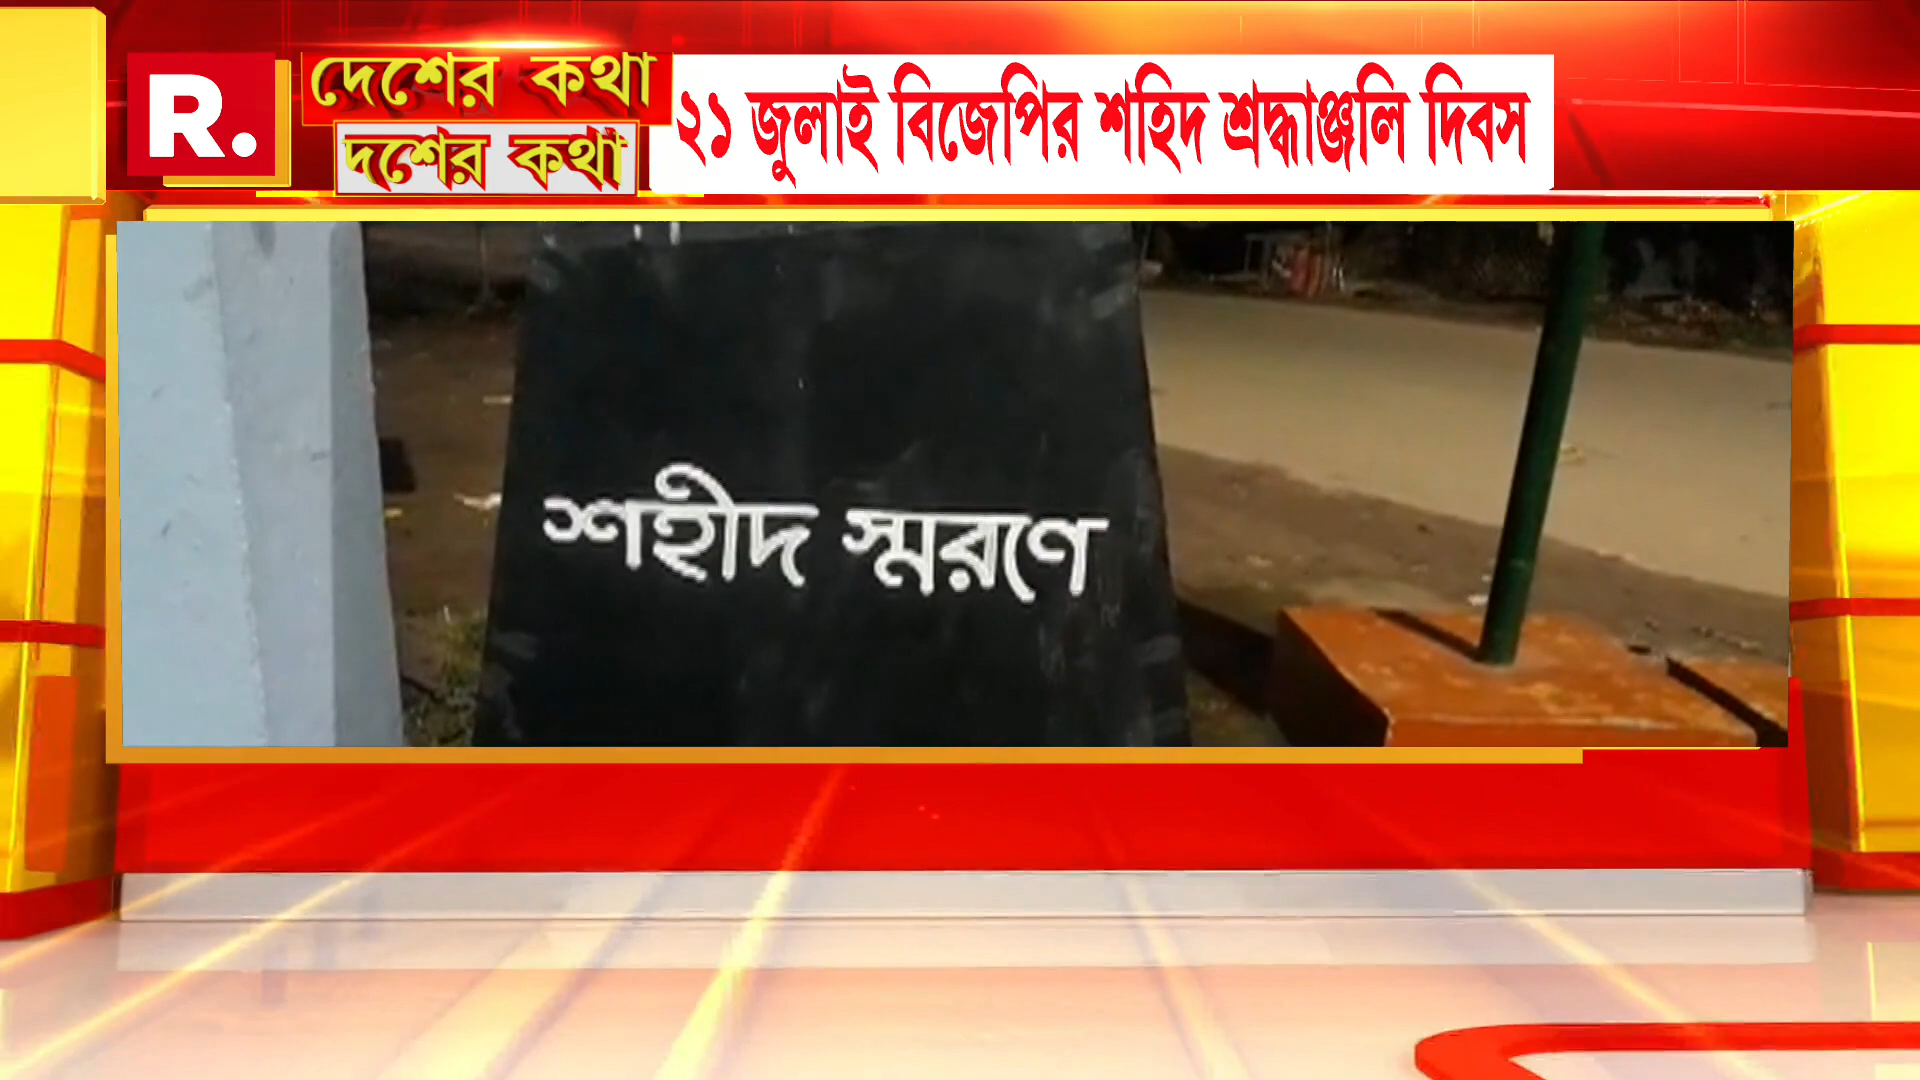 R.
দেশের কথা
দশের কথা
২১ জুলাই বিজেপির শহিদ শ্রদ্ধাঞ্জলি দিবস
শহীদ স্মরণে